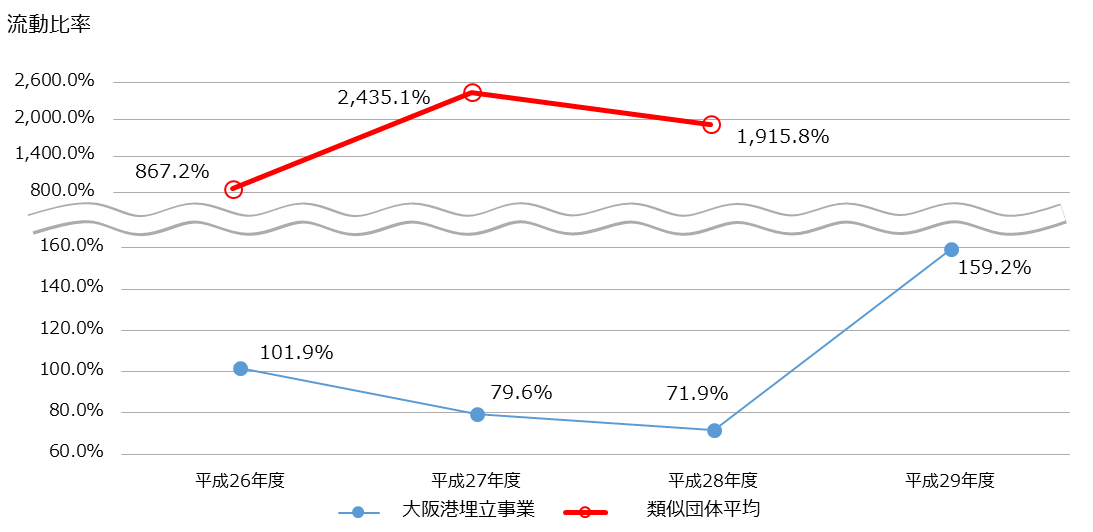 流動比率
2,600.0%
2,000.0%
1,400.0%
800.0%
160.0%
140.0%
120.0%
100.0%
80.0%
60.0%
867.2%
2,435.1%
1,915.8%
101.9%
79.6%
71.9%
159.2%
平成26年度
平成27年度
平成28年度
平成29年度
大阪港埋立事業
類似団体平均